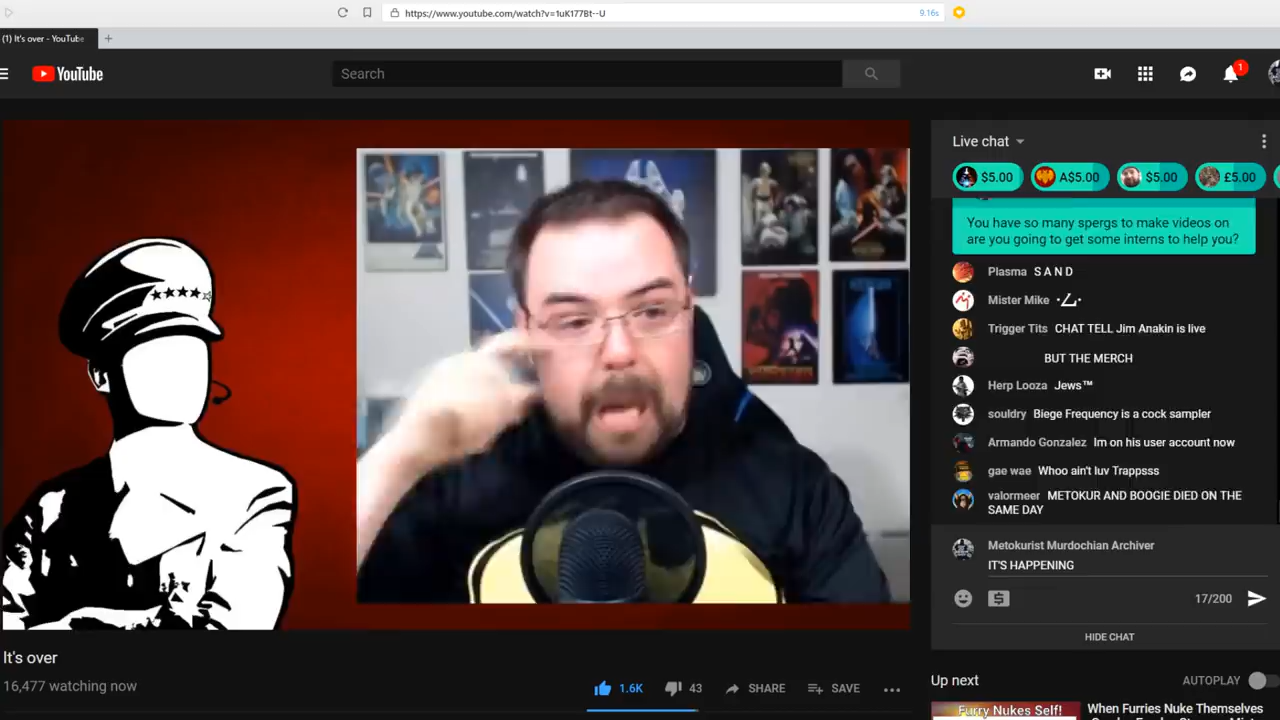 https://www.youtube.com/watch?v=1uK177Bt--U
9.16s
(1) It's over - YouTube
YouTube
Search
1
Live chat
$5.00
A$5.00
$5.00
£5.00
You have so many spergs to make videos on
are you going to get some interns to help you?
Plasma S A N D
Mister Mike
Trigger Tits CHAT TELL Jim Anakin is live
BUT THE MERCH
Herp Looza Jews™
souldry Biege Frequency is a cock sampler
Armando Gonzalez Im on his user account now
gae wae Whoo ain't luv Trappsss
valormeer METOKUR AND BOOGIE DIED ON THE
SAME DAY
Metokurist Murdochian Archiver
IT'S HAPPENING
17/200
HIDE CHAT
It's over
16,477 watching now
1.6K
43
SHARE
SAVE
Up next
AUTOPLAY
Furry Nukes Self!
When Furries Nuke Themselves